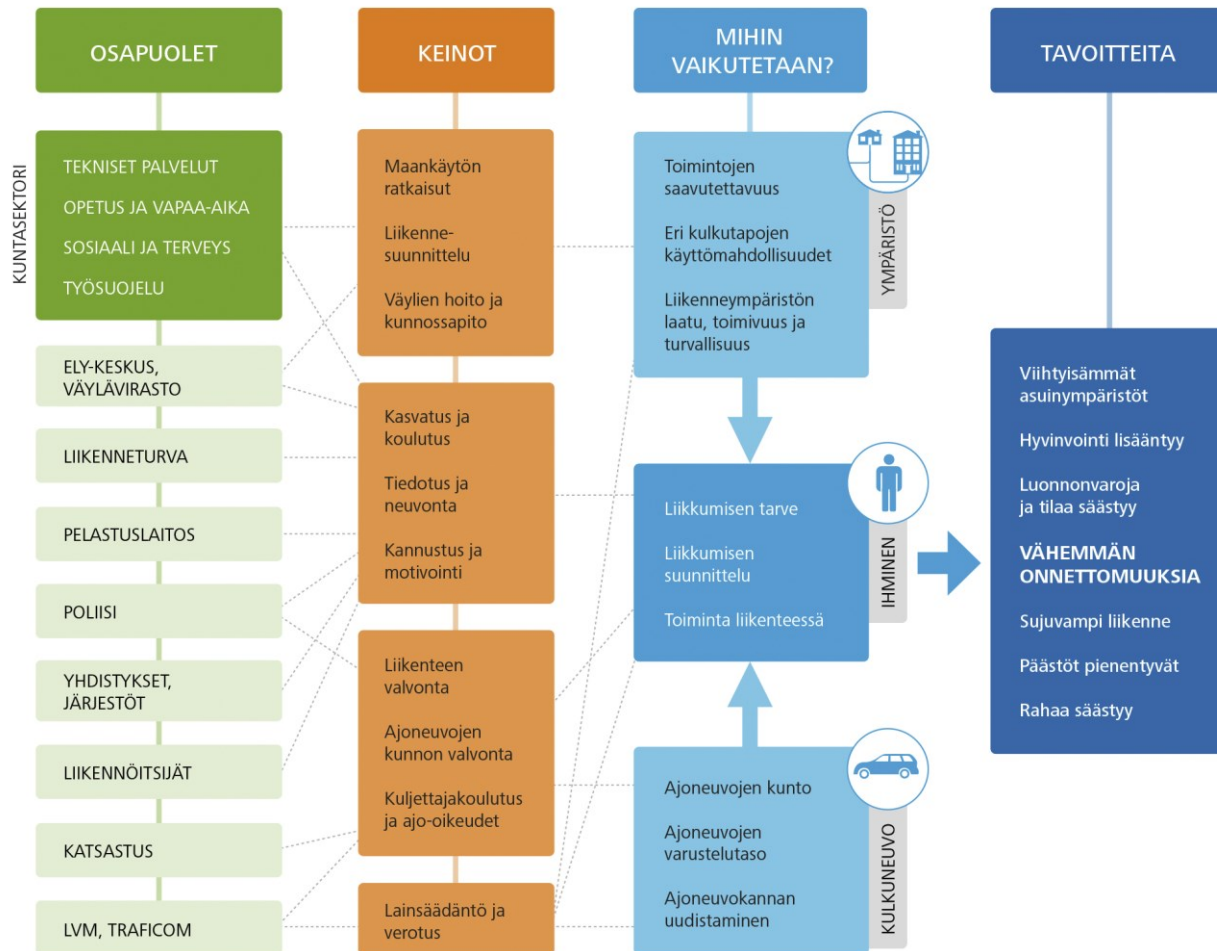 OSAPUOLET
KUNTASEKTORI
TEKNISET PALVELUT
OPETUS JA VAPAA-AIKA
SOSIAALI JA TERVEYS
TYÖSUOJELU
ELY-KESKUS,
VÄYLÄVIRASTO
LIIKENNETURVA
PELASTUSLAITOS
POLIISI
YHDISTYKSET,
JÄRJESTÖT
LIIKENNÖITSIJÄT
KATSASTUS
LVM, TRAFICOM
KEINOT
Maankäytön
ratkaisut
Liikenne-
suunnittelu
Väylien hoito ja
kunnossapito
Kasvatus ja
koulutus
Tiedotus ja
neuvonta
Kannustus ja
motivointi
Liikenteen
valvonta
Ajoneuvojen
kunnon valvonta
Kuljettajakoulutus
ja ajo-oikeudet
Lainsäädäntö ja
verotus
MIHIN
VAIKUTETAAN?
Toimintojen
saavutettavuus
Eri kulkutapojen
käyttömahdollisuudet
Liikenneympäristön
laatu, toimivuus ja
turvallisuus
YMPÄRISTÖ
Liikkumisen tarve
Liikkumisen
suunnittelu
Toiminta liikenteessä
IHMINEN
Ajoneuvojen kunto
Ajoneuvojen
varustelutaso
Ajoneuvokannan
uudistaminen
KULKUNEUVO
TAVOITTEITA
Viihtyisämmät
asuinympäristöt
Hyvinvointi lisääntyy
Luonnonvaroja
ja tilaa säästyy
VÄHEMMÄN
ONNETTOMUUKSIA
Sujuvampi liikenne
Päästöt pienentyvät
Rahaa säästyy